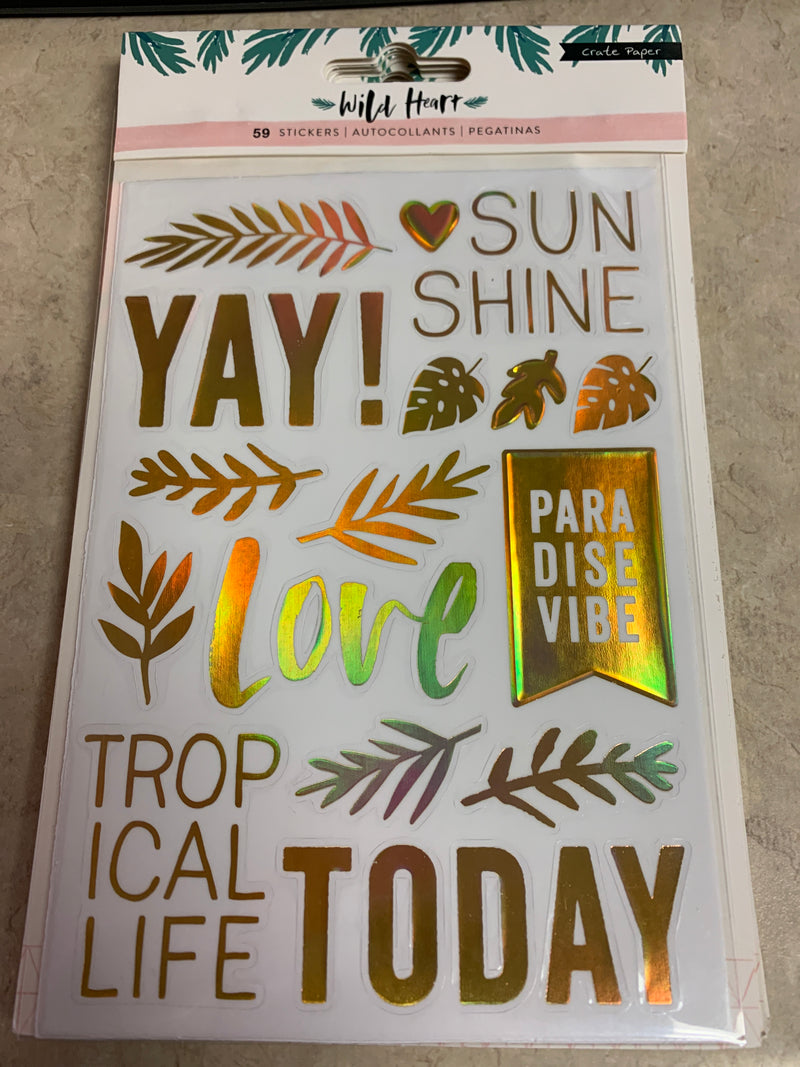 Crate Paper
Wild Heart
59 STICKERS | AUTOCOLLANTS | PEGATINAS
SUN
SHINE
YAY!
PARA
DISE
VIBE
Love
TROP
ICAL
LIFE
TODAY